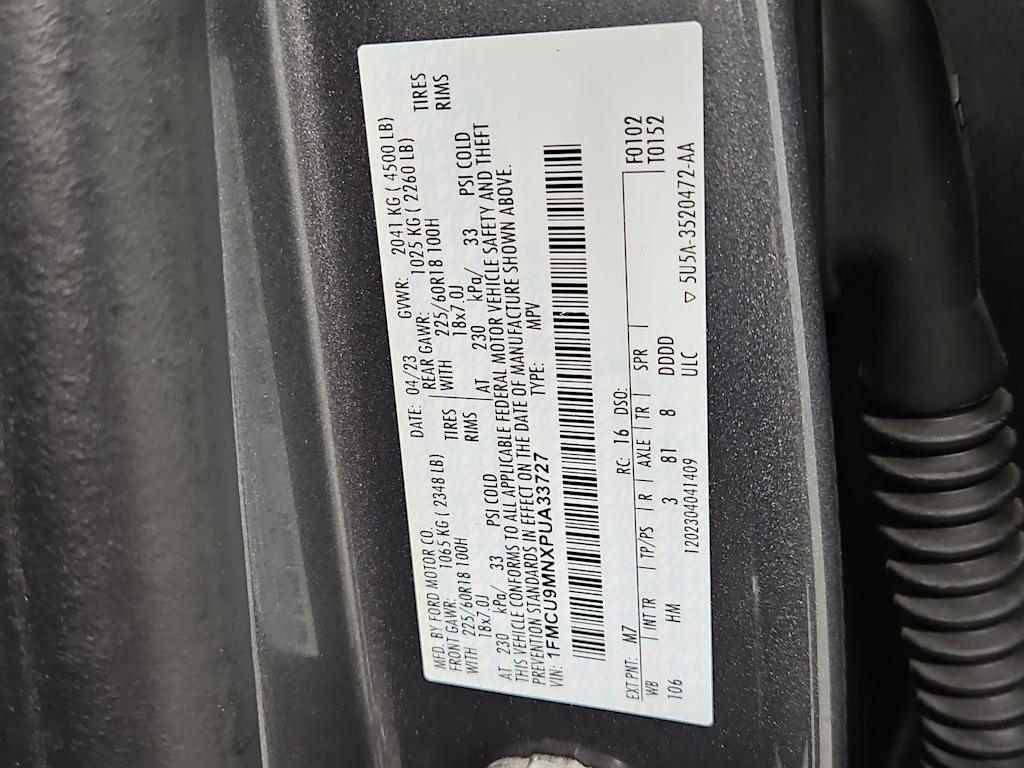 MFD. BY FORD MOTOR CO. DATE: 04/23 GVWR: 2041 KG ( 4500 LB)
FRONT GAWR: 1065 KG ( 2348 LB) REAR GAWR: 1025 KG ( 2260 LB)
WITH 225/60R18 100H TIRES WITH 225/60R18 100H TIRES
18x7.0J RIMS 18x7.0J RIMS
AT 230 kPa/ 33 PSI COLD AT 230 kPa/ 33 PSI COLD
THIS VEHICLE CONFORMS TO ALL APPLICABLE FEDERAL MOTOR VEHICLE SAFETY AND THEFT
PREVENTION STANDARDS IN EFFECT ON THE DATE OF MANUFACTURE SHOWN ABOVE.
VIN: 1FMCU9MNXPUA33727 TYPE: MPV
EXT PNT: M7 RC: 16 DSO: F0102
WB INT TR TP/PS R AXLE TR SPR T0152
106 HM 3 81 8 DDDD
12023040414​09 ULC ▽ 5U5A-3520472-AA